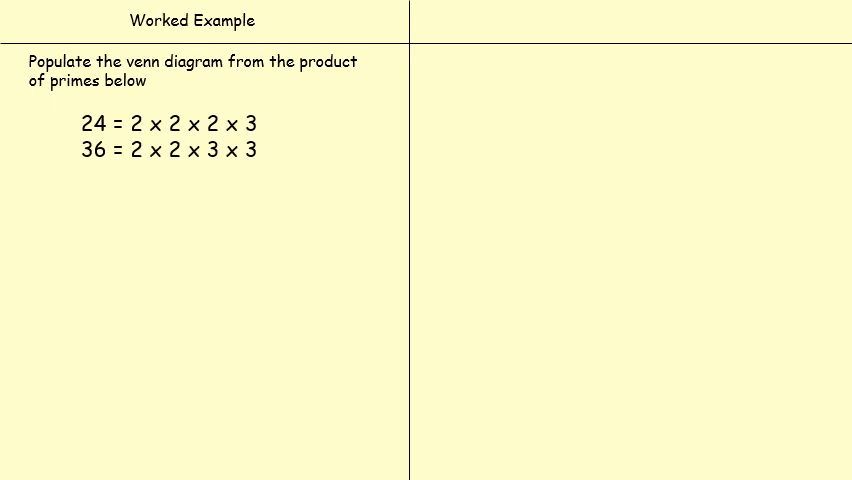 Worked Example
Populate the venn diagram from the product
of primes below
24 = 2 x 2 x 2 x 3
36 = 2 x 2 x 3 x 3